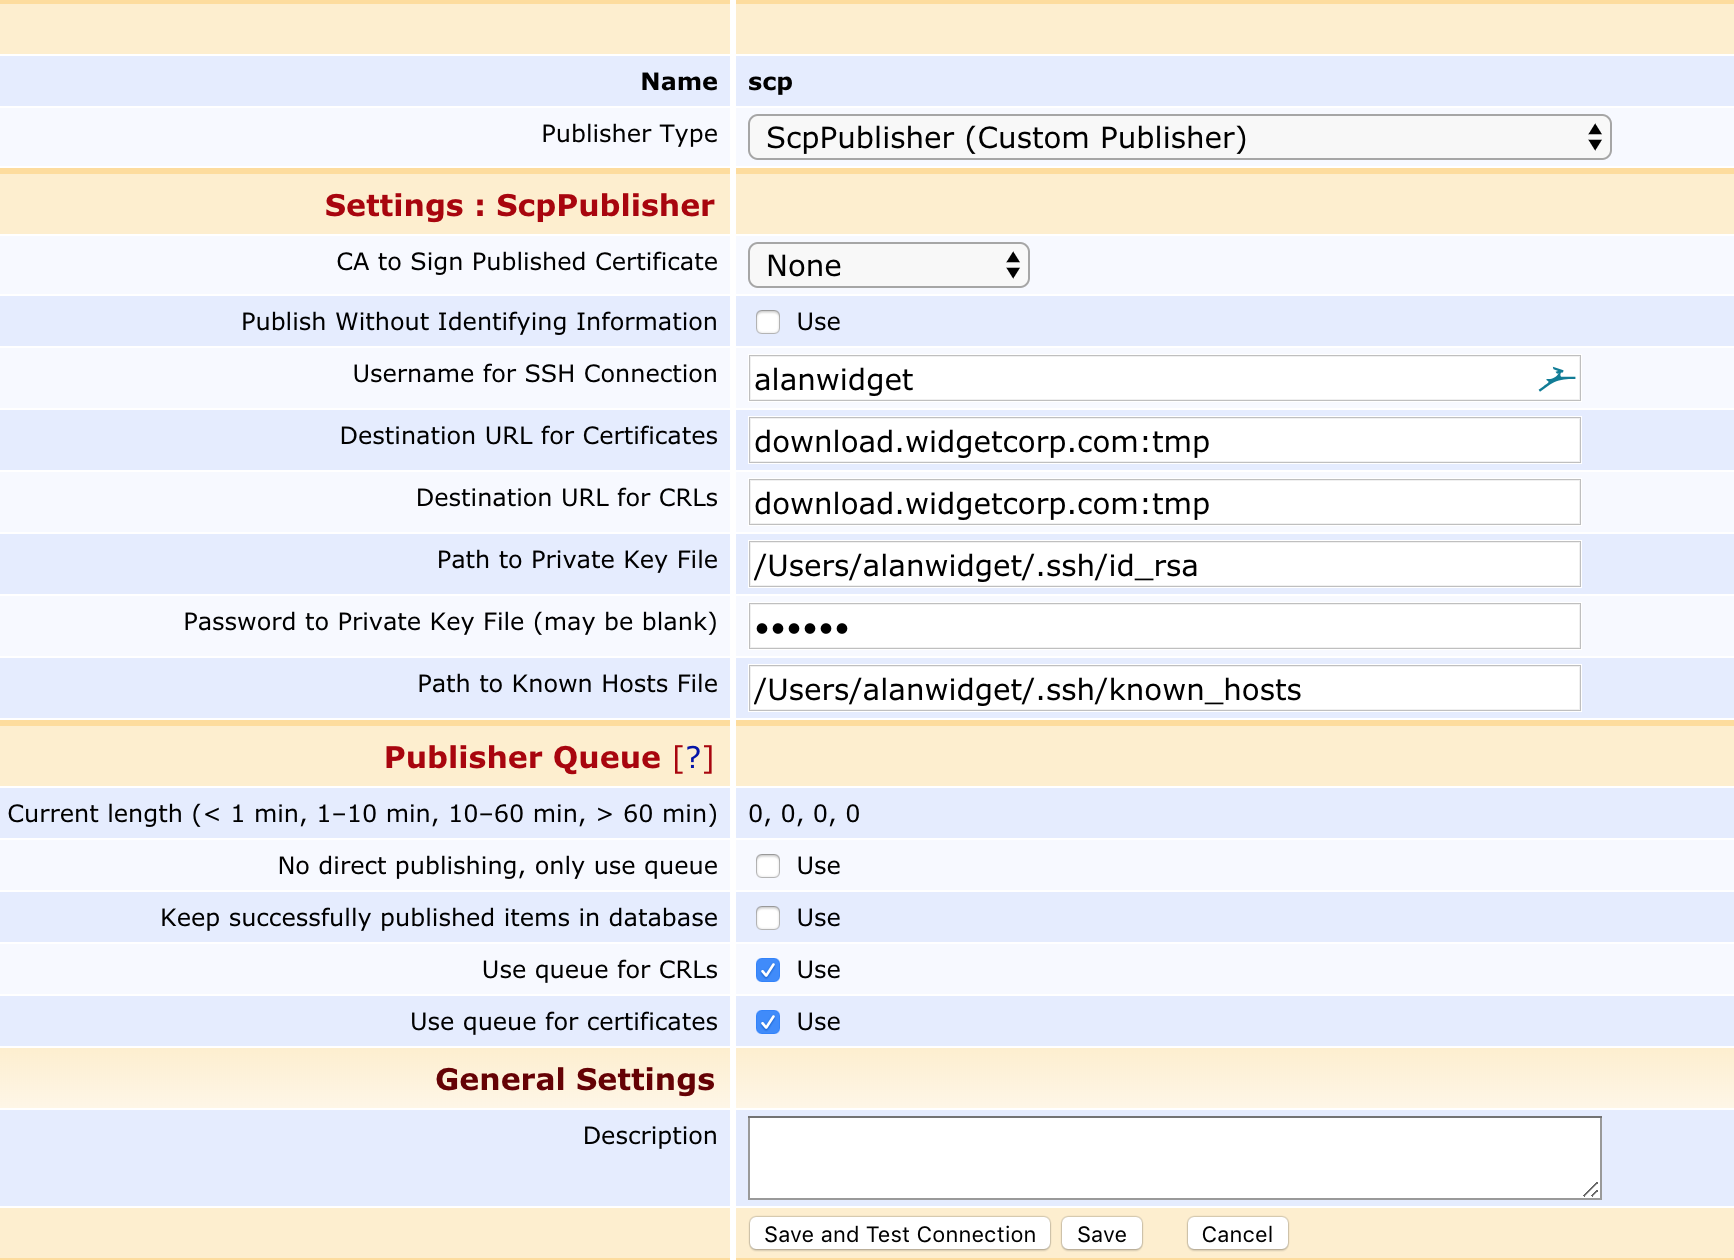 Name scp
Publisher Type ScpPublisher (Custom Publisher)
Settings : ScpPublisher
CA to Sign Published Certificate None
Publish Without Identifying Information Use
Username for SSH Connection alanwidget
Destination URL for Certificates download.widgetcorp.com:tmp
Destination URL for CRLs download.widgetcorp.com:tmp
Path to Private Key File /Users/alanwidget/.ssh/id_rsa
Password to Private Key File (may be blank) ••••••
Path to Known Hosts File /Users/alanwidget/.ssh/known_hosts
Publisher Queue [?]
Current length (< 1 min, 1–10 min, 10–60 min, > 60 min) 0, 0, 0, 0
No direct publishing, only use queue Use
Keep successfully published items in database Use
Use queue for CRLs Use
Use queue for certificates Use
General Settings
Description
Save and Test Connection Save Cancel